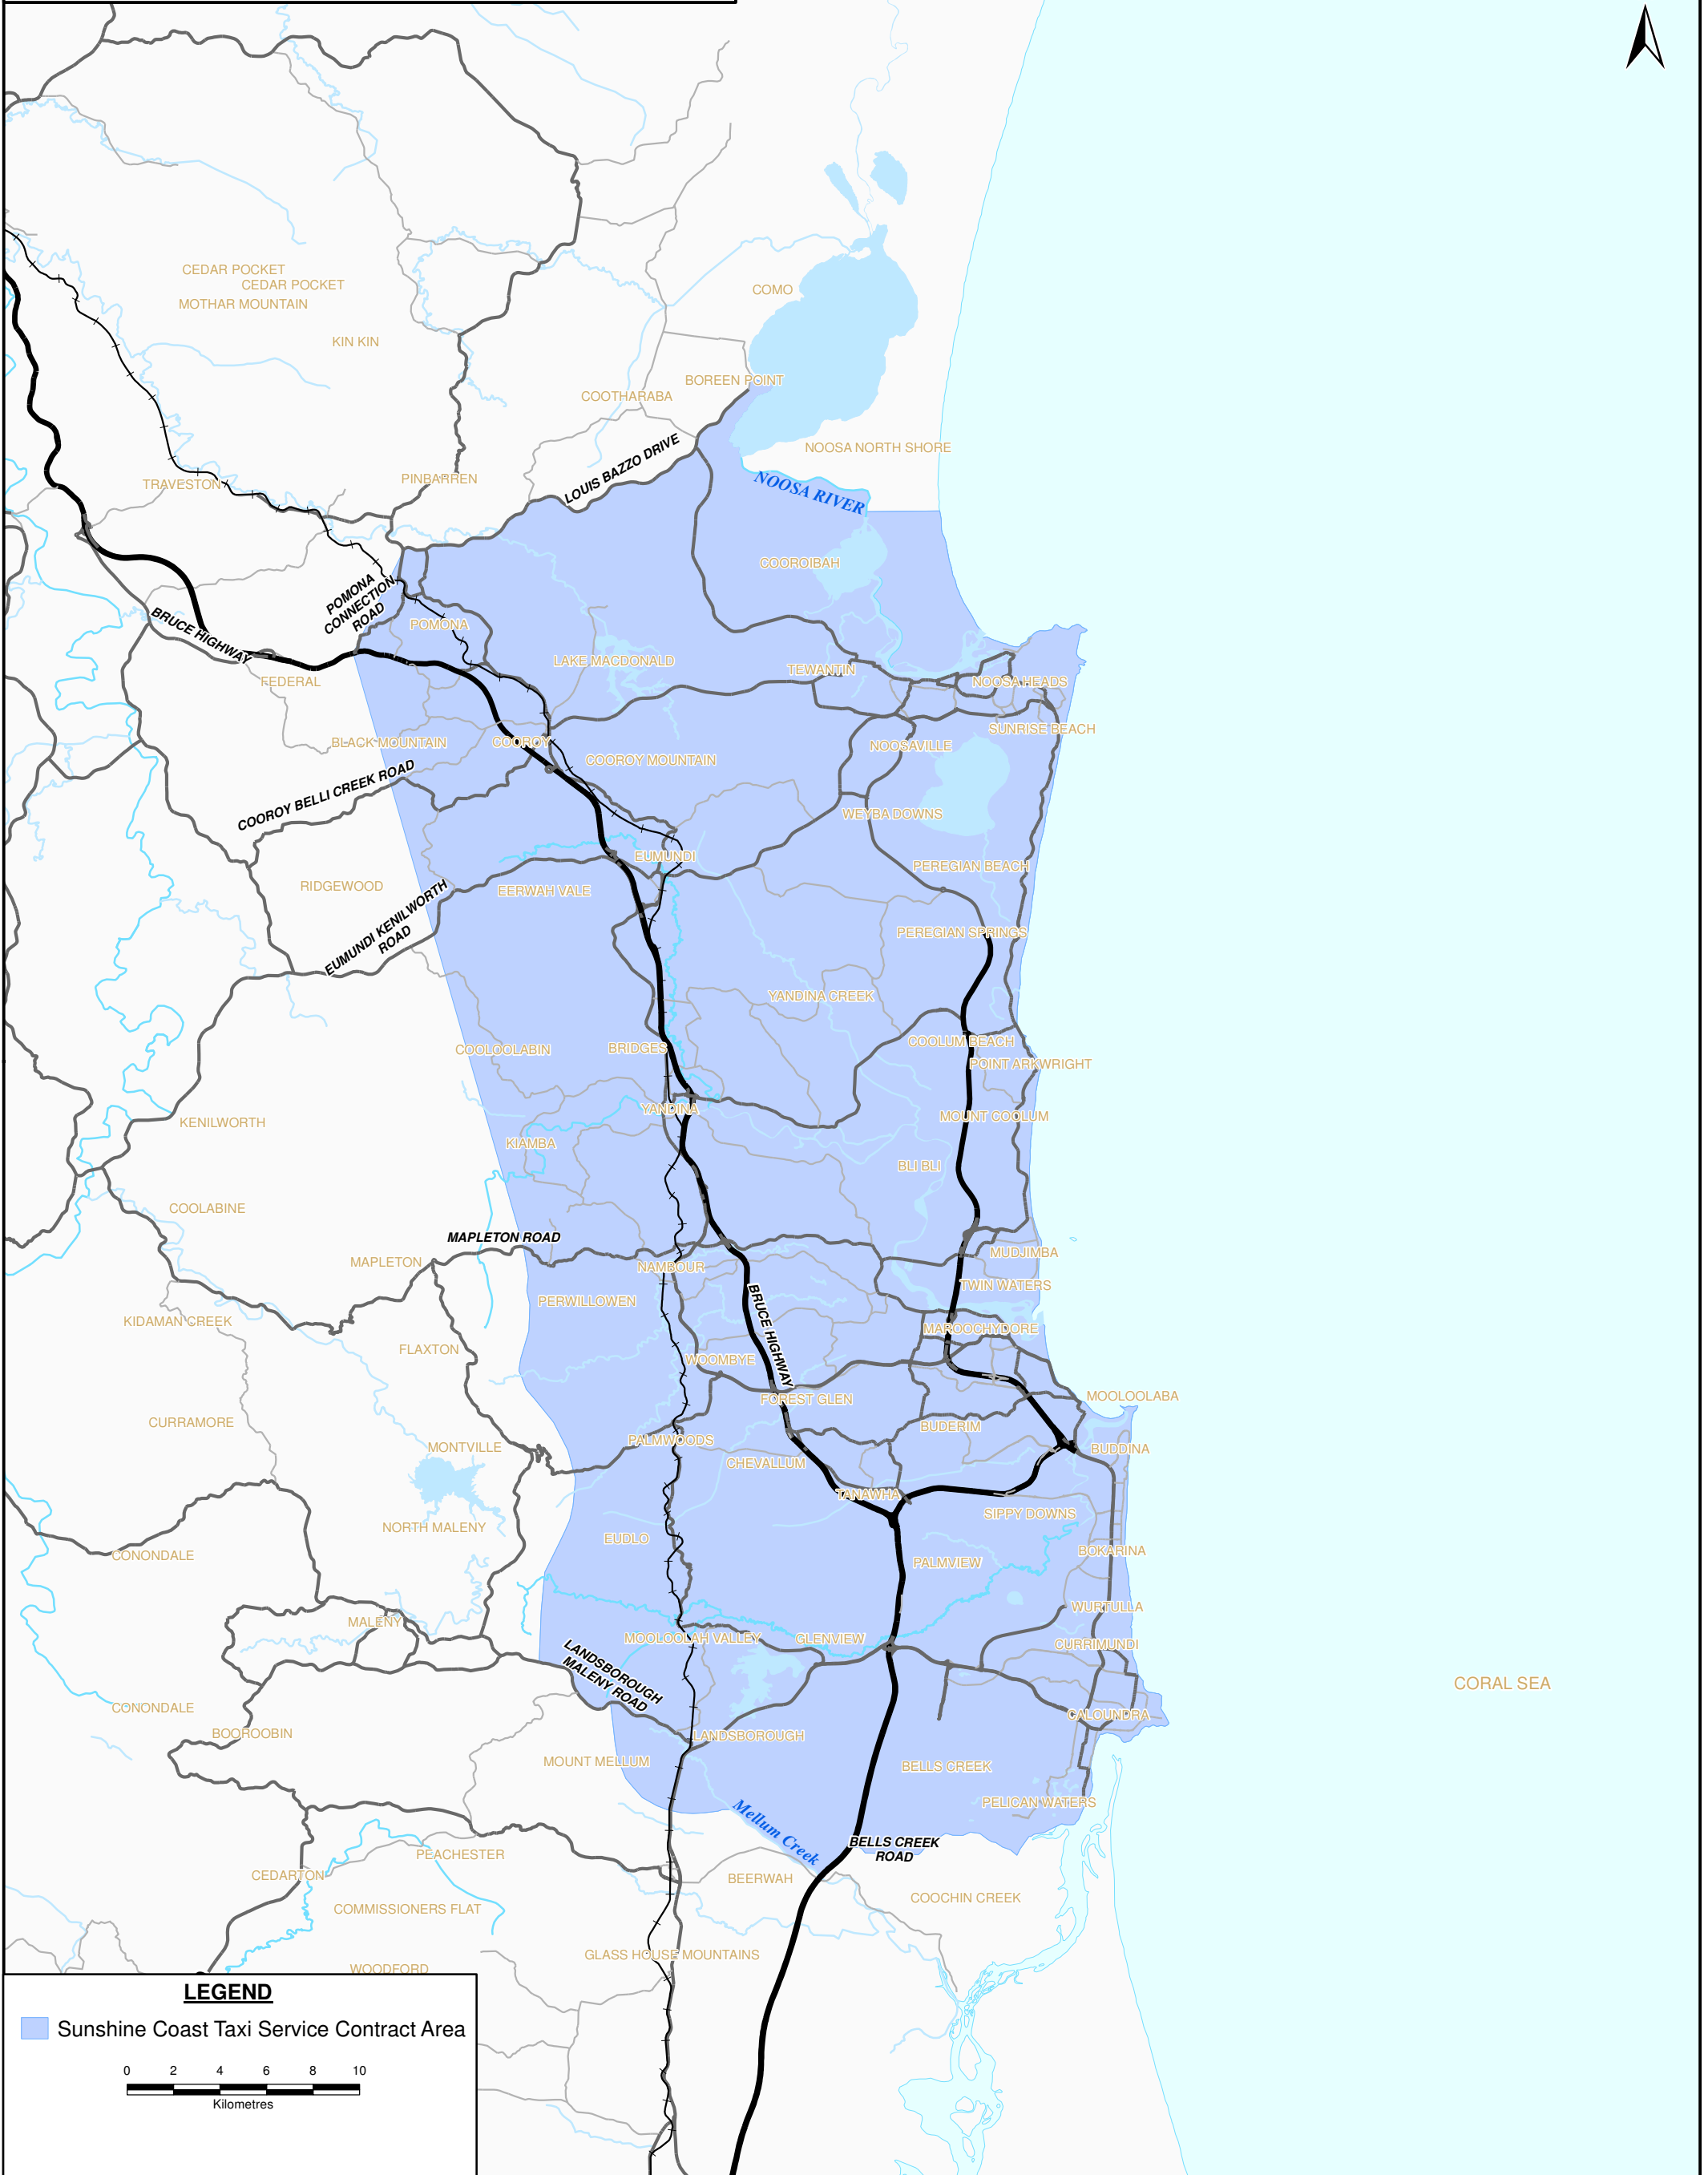 CEDAR POCKET
CEDAR POCKET
COMO
MOTHAR MOUNTAIN
KIN KIN
BOREEN POINT
COOTHARABA
LOUIS BAZZO DRIVE
NOOSA NORTH SHORE
PINBARREN
TRAVESTON
NOOSA RIVER
COOROIBAH
POMONA
CONNECTION
ROAD
BRUCE HIGHWAY
POMONA
LAKE MACDONALD
TEWANTIN
FEDERAL
NOOSA HEADS
SUNRISE BEACH
BLACK MOUNTAIN
COOROY
NOOSAVILLE
COOROY MOUNTAIN
COOROY BELLI CREEK ROAD
WEYBA DOWNS
EUMUNDI
PEREGIAN BEACH
RIDGEWOOD
EERWAH VALE
EUMUNDI KENILWORTH
ROAD
PEREGIAN SPRINGS
YANDINA CREEK
COOLOOLABIN
BRIDGES
COOLUM BEACH
POINT ARKWRIGHT
YANDINA
MOUNT COOLUM
KENILWORTH
KIAMBA
BLI BLI
COOLABINE
MAPLETON ROAD
MUDJIMBA
MAPLETON
NAMBOUR
TWIN WATERS
PERWILLOWEN
BRUCE HIGHWAY
KIDAMAN CREEK
MAROOCHYDORE
FLAXTON
WOOMBYE
FOREST GLEN
MOOLOOLABA
CURRAMORE
BUDERIM
MONTVILLE
PALMWOODS
BUDDINA
CHEVALLUM
TANAWHA
SIPPY DOWNS
NORTH MALENY
EUDLO
CONONDALE
BOKARINA
PALMVIEW
MALENY
WURTULLA
MOOLOOLAH VALLEY
GLENVIEW
CURRIMUNDI
LANDSBOROUGH
MALENY ROAD
CORAL SEA
CONONDALE
CALOUNDRA
BOOROOBIN
LANDSBOROUGH
MOUNT MELLUM
BELLS CREEK
PELICAN WATERS
Mellum Creek
BELLS CREEK
ROAD
PEACHESTER
CEDARTON
BEERWAH
COOCHIN CREEK
COMMISSIONERS FLAT
GLASS HOUSE MOUNTAINS
WOODFORD
LEGEND
Sunshine Coast Taxi Service Contract Area
0 2 4 6 8 10
Kilometres